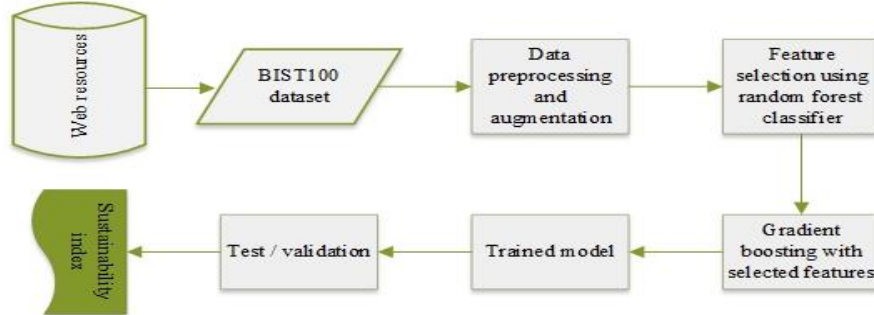 Web resources
BIST100
dataset
Data
preprocessing
and
augmentation
Feature
selection using
random forest
classifier
Gradient
boosting with
selected features
Trained model
Test / validation
Sustainability
index